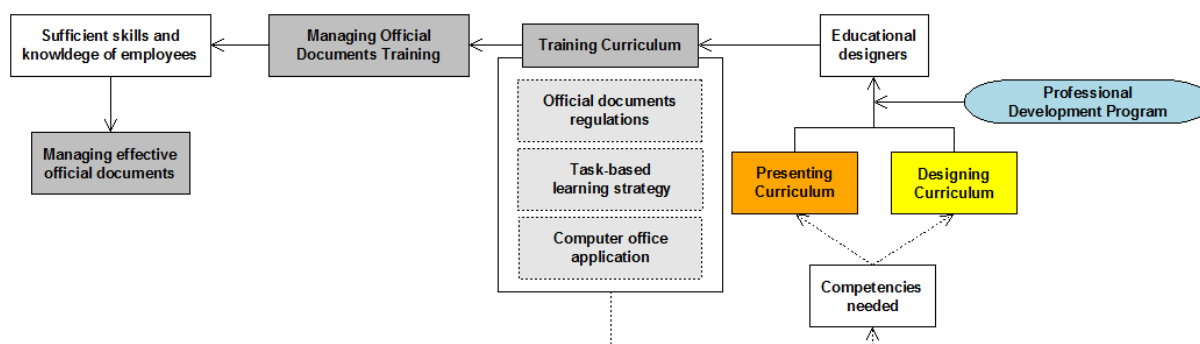 Sufficient skills and
knowldege of employees
Managing Official
Documents Training
Training Curriculum
Educational
designers
Professional
Development Program
Official documents
regulations
Managing effective
official documents
Task-based
learning strategy
Presenting
Curriculum
Designing
Curriculum
Computer office
application
Competencies
needed